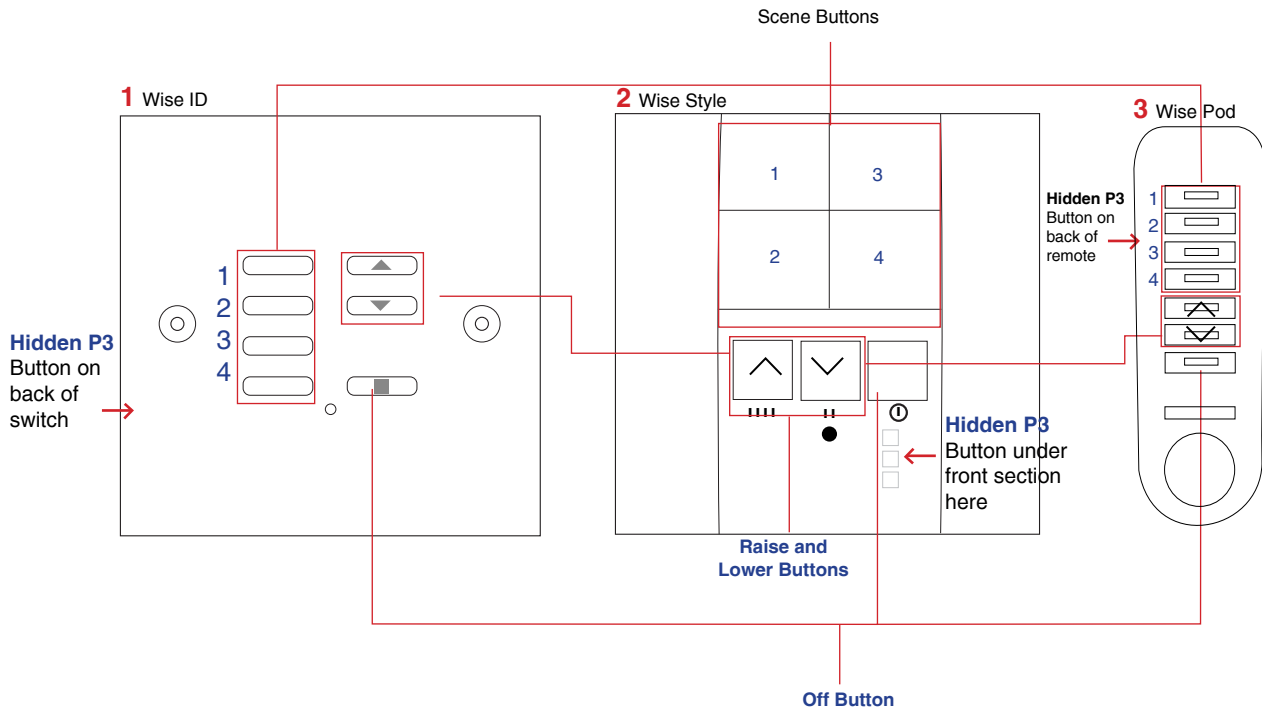 Scene Buttons
1 Wise ID
2 Wise Style
3 Wise Pod
1
2
3
4
Hidden P3
Button on
back of
switch
1
3
2
4
Hidden P3
Button under
front section
here
Raise and
Lower Buttons
Hidden P3
Button on
back of
remote
1
2
3
4
Off Button